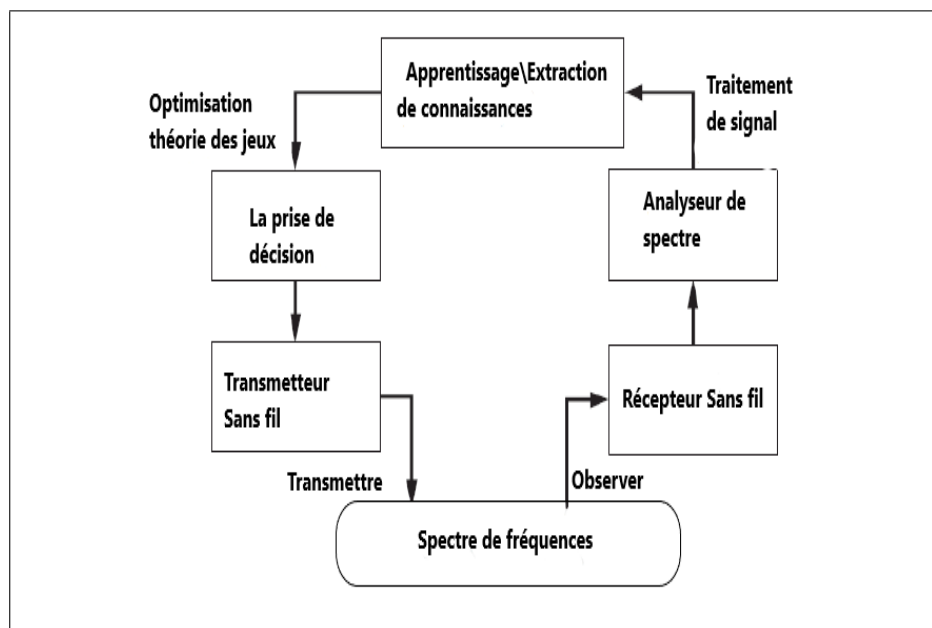 Apprentissage\Extraction
de connaissances
Optimisation
théorie des jeux
Traitement
de signal
La prise de
décision
Analyseur de
spectre
Transmetteur
Sans fil
Récepteur Sans fil
Transmettre
Observer
Spectre de fréquences